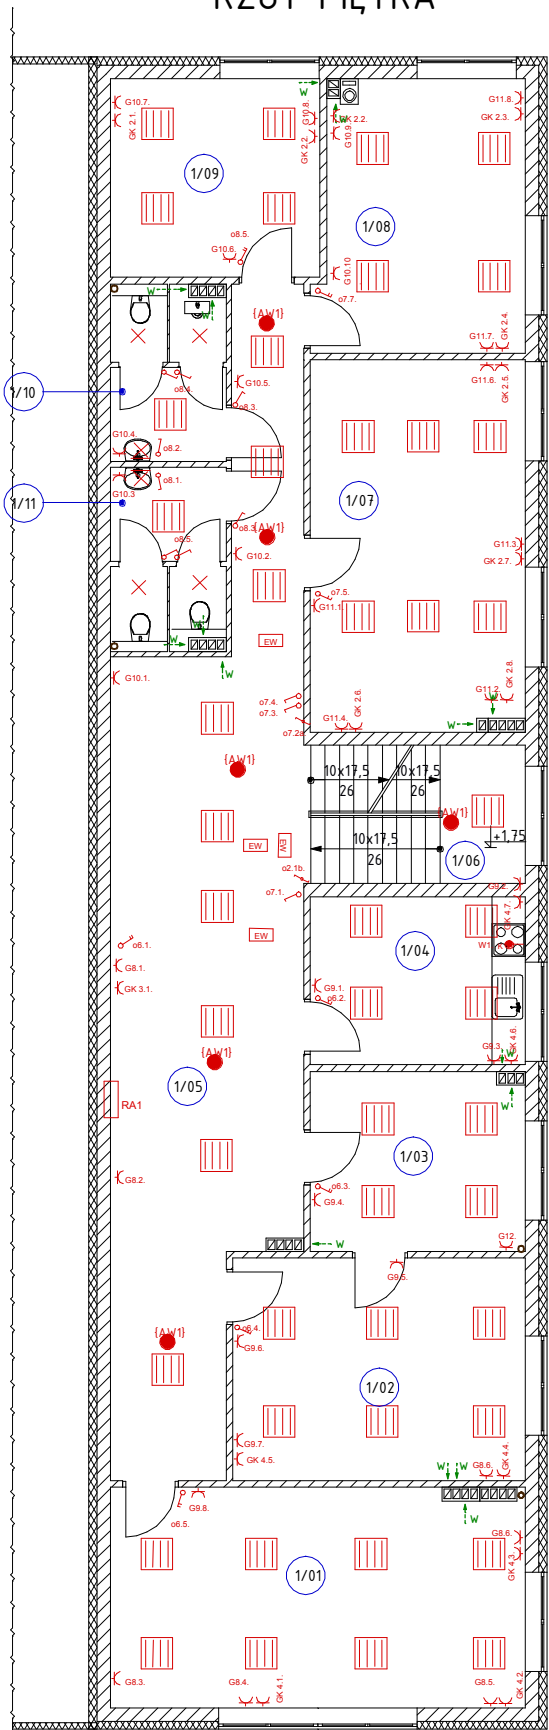 RZUT PIĘTRA
W
G10.7.
GK 2.1.
G10.8.
GK 2.2.
GK 2.2.
G10.9.
W
G11.8.
GK 2.3.
1/09
1/08
o8.5.
G10.6.
G10.10
o7.7.
W
W
{AW1}
G11.7.
GK 2.4.
G11.6.
GK 2.5.
1/10
o8.4.
G10.5.
o8.3.
G10.4.
o8.2.
o8.1.
G10.3
1/11
1/07
o8.3.
{AW1}
o8.5.
G10.2.
G11.3.
GK 2.7.
o7.5.
G11.1.
W
W
EW
W
G10.1.
G11.2.
GK 2.8.
W
W
o7.4.
o7.3.
o7.2a.
G11.4.
GK 2.6.
{AW1}
10x17,5
26
10x17,5
26
{AW1}
+1,75
10x17,5
26
EW
EW
1/06
o2.1b.
o7.1.
G9.2.
GK 4.7.
EW
W1
K
1/04
o6.1.
G8.1.
GK 3.1.
G9.1.
o6.2.
{AW1}
G9.3.
GK 4.6.
W
1/05
RA1
W
1/03
G8.2.
o6.3.
G9.4.
W
G12.
G9.5.
{AW1}
o6.4.
G9.6.
1/02
G9.7.
GK 4.5.
W
W
G8.6.
GK 4.4.
G9.8.
o6.5.
W
G8.6.
GK 4.3.
1/01
G8.3.
G8.4.
GK 4.1.
G8.5.
GK 4.2.